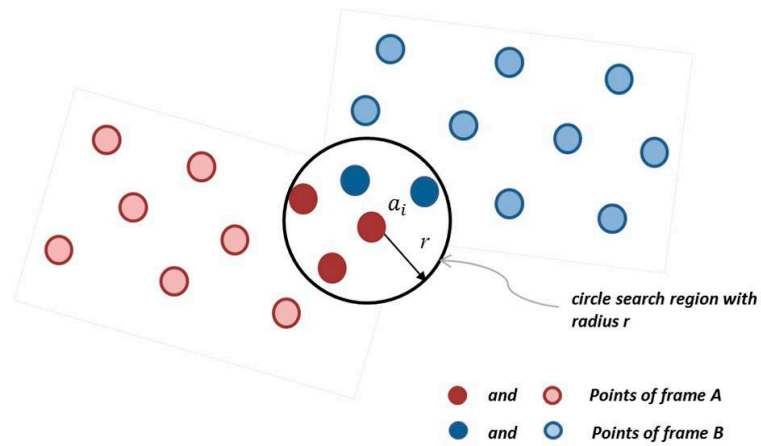 a_i
r
circle search region with
radius r
and Points of frame A
and Points of frame B